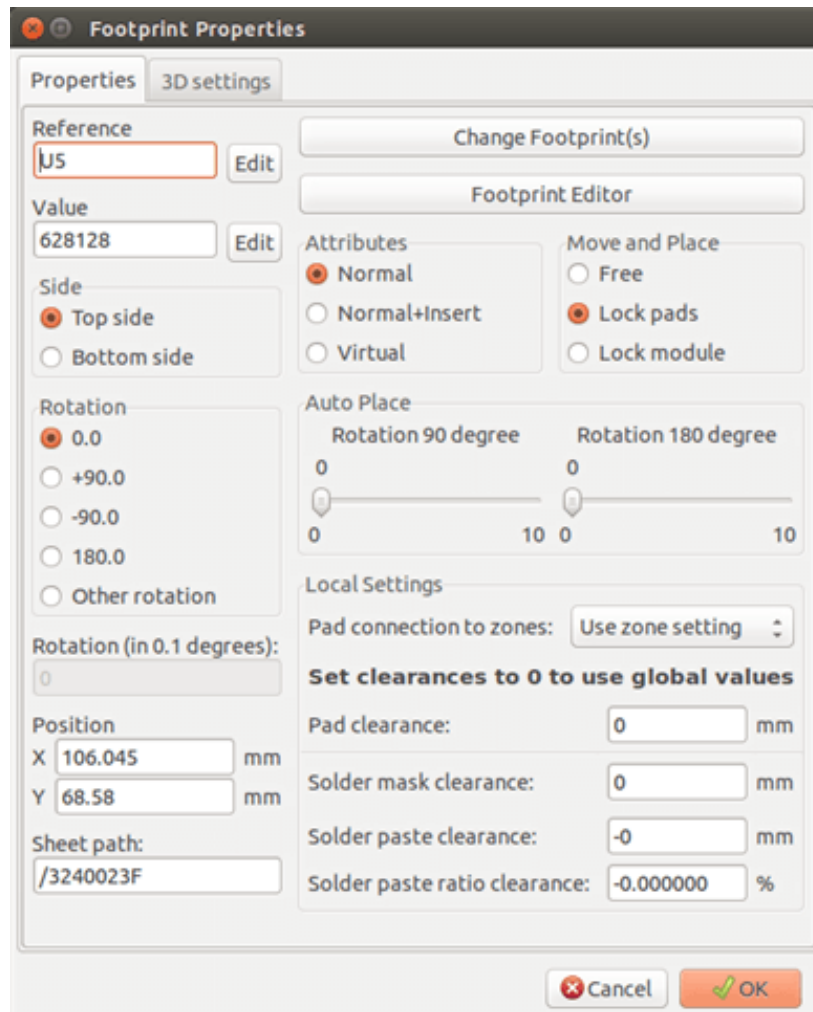 Footprint Properties
Properties
3D settings
Reference
U5
Edit
Value
628128
Edit
Side
Top side
Bottom side
Rotation
0.0
+90.0
-90.0
180.0
Other rotation
Rotation (in 0.1 degrees):
0
Position
X 106.045 mm
Y 68.58 mm
Sheet path:
/3240023F
Change Footprint(s)
Footprint Editor
Attributes
Normal
Normal+Insert
Virtual
Move and Place
Free
Lock pads
Lock module
Auto Place
Rotation 90 degree
0
0 10
Rotation 180 degree
0
0 10
Local Settings
Pad connection to zones: Use zone setting
Set clearances to 0 to use global values
Pad clearance: 0 mm
Solder mask clearance: 0 mm
Solder paste clearance: -0 mm
Solder paste ratio clearance: -0.000000 %
Cancel
OK